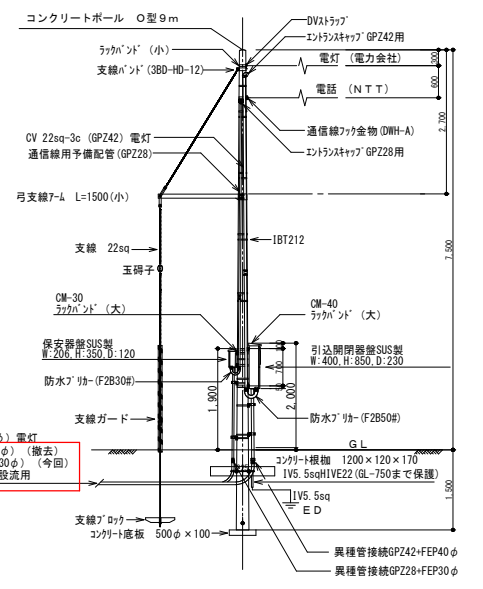 コンクリートポール O型9m
DVストラップ
エントランスキャップGPZ42用
ラックバンド(小)
電灯(電力会社)
支線バンド(3BD-HD-12)
300
600
電話(NTT)
2.700
CV 22sq-3c(GPZ42)電灯
通信線フック金物(DWH-A)
通信線用予備配管(GPZ28)
エントランスキャップGPZ28用
弓支線アーム L=1500(小)
IBT212
支線 22sq
7.500
玉碍子
CM-30
ラックバンド(大)
CM-40
ラックバンド(大)
保安器盤SUS製
W:206,H:350,D:120
引込開閉器盤SUS製
W:400,H:850,D:230
防水プリカー(F2B30#)
1.900
2.000
支線ガード
防水プリカー(F2B50#)
GL
電灯
φ)(撤去)
30φ)(今回)
設流用
コンクリート根枷 1200×120×170
IV5.5sqHIVE22(GL-750まで保護)
IV5.5sq
ED
1.500
支線ブロック
コンクリート底板 500φ×100
異種管接続GPZ42+FEP40φ
異種管接続GPZ28+FEP30φ